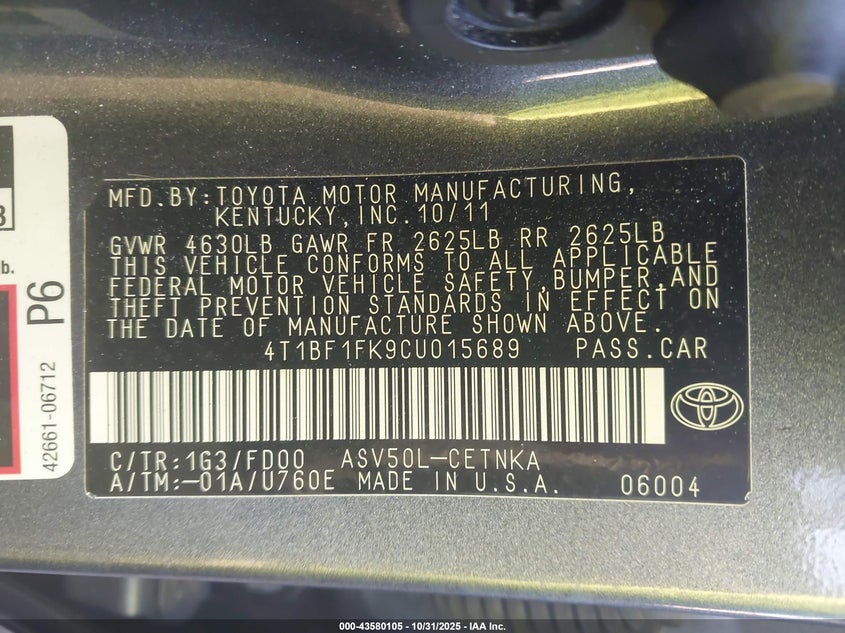 MFD.BY:TOYOTA MOTOR MANUFACTURING,
KENTUCKY,INC.10/11
GVWR 4630LB GAWR FR 2625LB RR 2625LB
THIS VEHICLE CONFORMS TO ALL APPLICABLE
FEDERAL MOTOR VEHICLE SAFETY,BUMPER,AND
THEFT PREVENTION STANDARDS IN EFFECT ON
THE DATE OF MANUFACTURE SHOWN ABOVE.
4T1BF1FK9CU015689 PASS.CAR
C/TR:1G3/FD00 ASV50L-CETNKA
A/TM:-01A/U760E MADE IN U.S.A. 06004
b.
P6
42661-06712
000-43580105 - 10/31/2025 - IAA Inc.